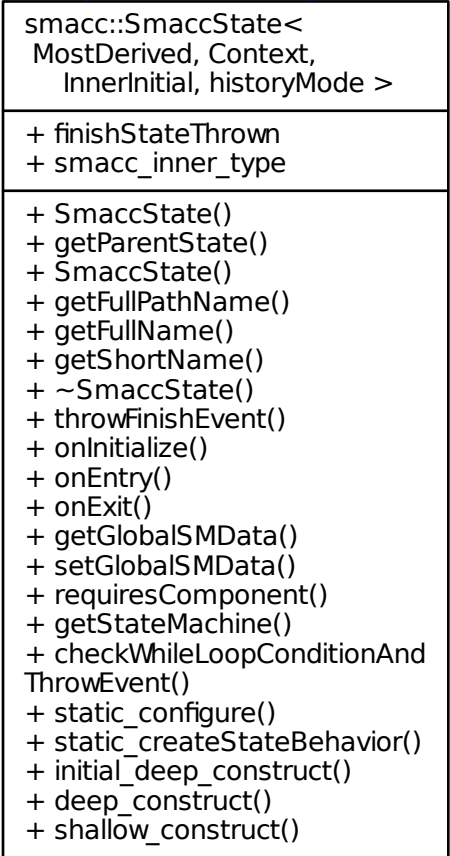 smacc::SmaccState<
MostDerived, Context,
InnerInitial, historyMode >
+ finishStateThrown
+ smacc_inner_type
+ SmaccState()
+ getParentState()
+ SmaccState()
+ getFullPathName()
+ getFullName()
+ getShortName()
+ ~SmaccState()
+ throwFinishEvent()
+ onInitialize()
+ onEntry()
+ onExit()
+ getGlobalSMData()
+ setGlobalSMData()
+ requiresComponent()
+ getStateMachine()
+ checkWhileLoopConditionAnd
ThrowEvent()
+ static_configure()
+ static_createStateBehavior()
+ initial_deep_construct()
+ deep_construct()
+ shallow_construct()